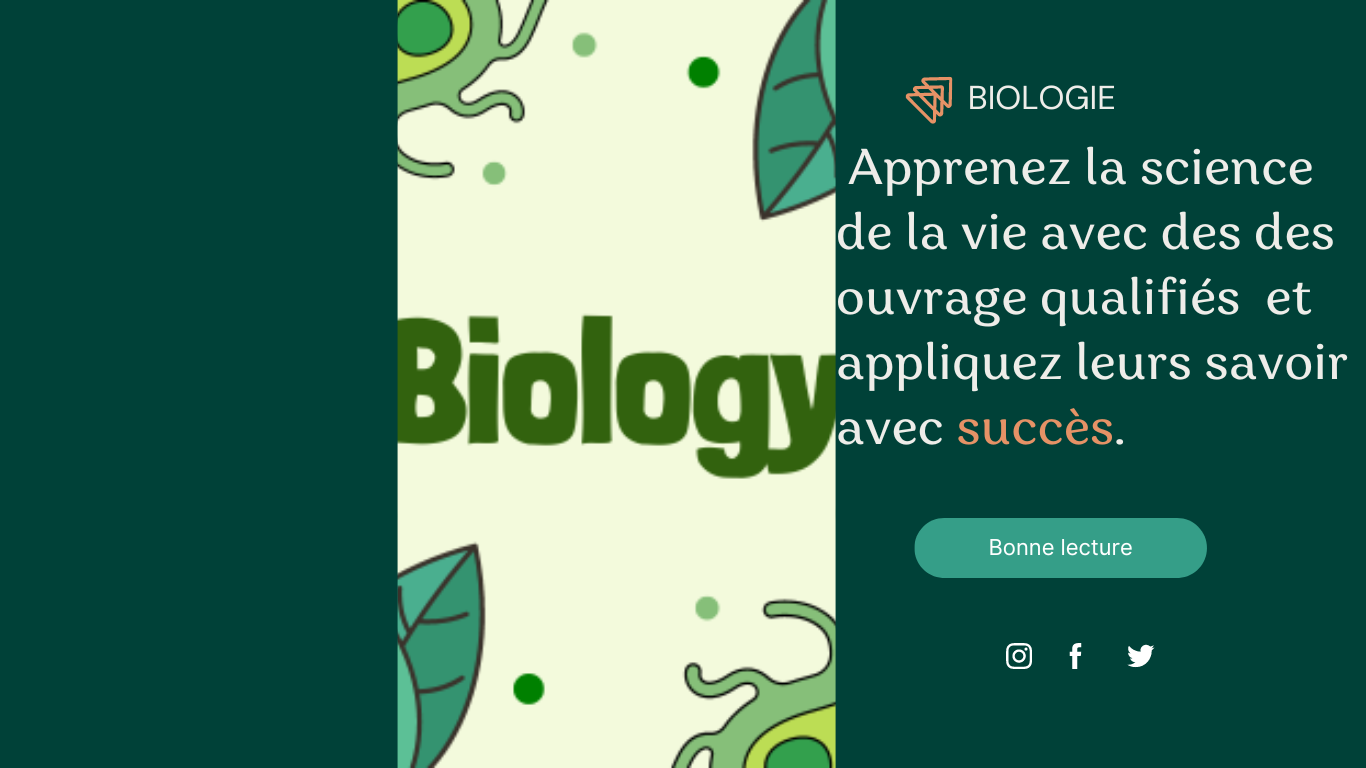 Biology
BIOLOGIE
Apprenez la science
de la vie avec des des
ouvrage qualifiés et
appliquez leurs savoir
avec succès.
Bonne lecture